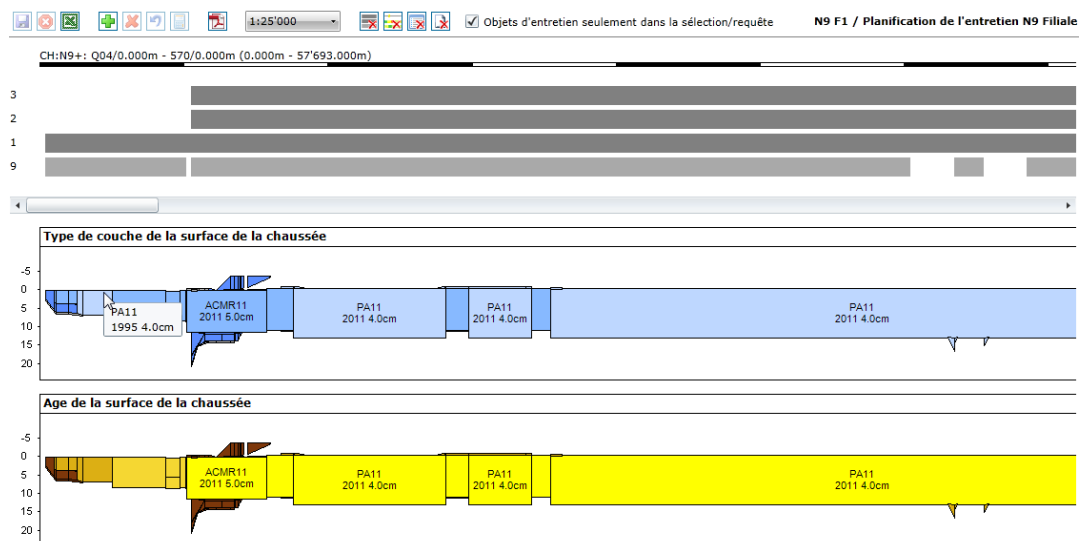 1:25'000
Objets d'entretien seulement dans la sélection/requête
N9 F1 / Planification de l'entretien N9 Filiale
CH:N9+: Q04/0.000m - 570/0.000m (0.000m - 57'693.000m)
3
2
1
9
Type de couche de la surface de la chaussée
-5
0
5
10
15
20
PA11
1995 4.0cm
ACMR11
2011 5.0cm
PA11
2011 4.0cm
PA11
2011 4.0cm
PA11
2011 4.0cm
Age de la surface de la chaussée
-5
0
5
10
15
20
ACMR11
2011 5.0cm
PA11
2011 4.0cm
PA11
2011 4.0cm
PA11
2011 4.0cm